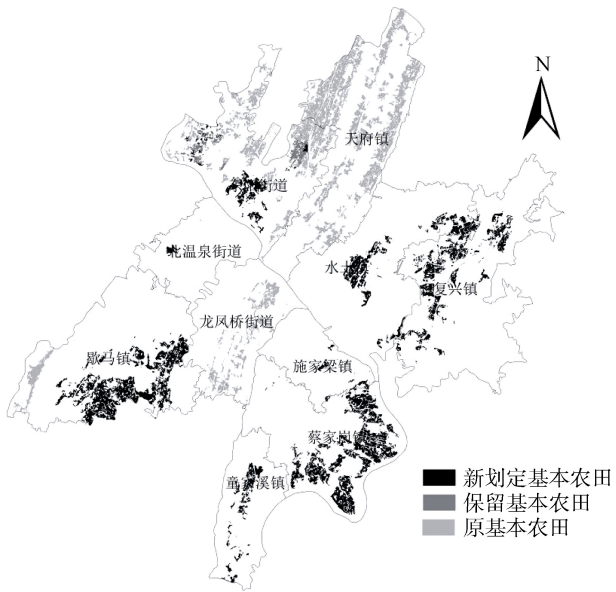 N
天府镇
街道
北温泉街道
水土
复兴镇
龙凤桥街道
歇马镇
施家梁镇
蔡家岗镇
童家溪镇
新划定基本农田
保留基本农田
原基本农田